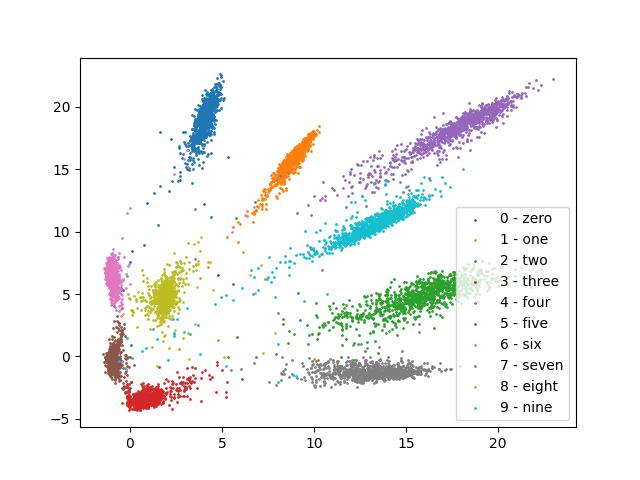 20
15
10
5
0
−5
0
5
10
15
20
0 - zero
1 - one
2 - two
3 - three
4 - four
5 - five
6 - six
7 - seven
8 - eight
9 - nine